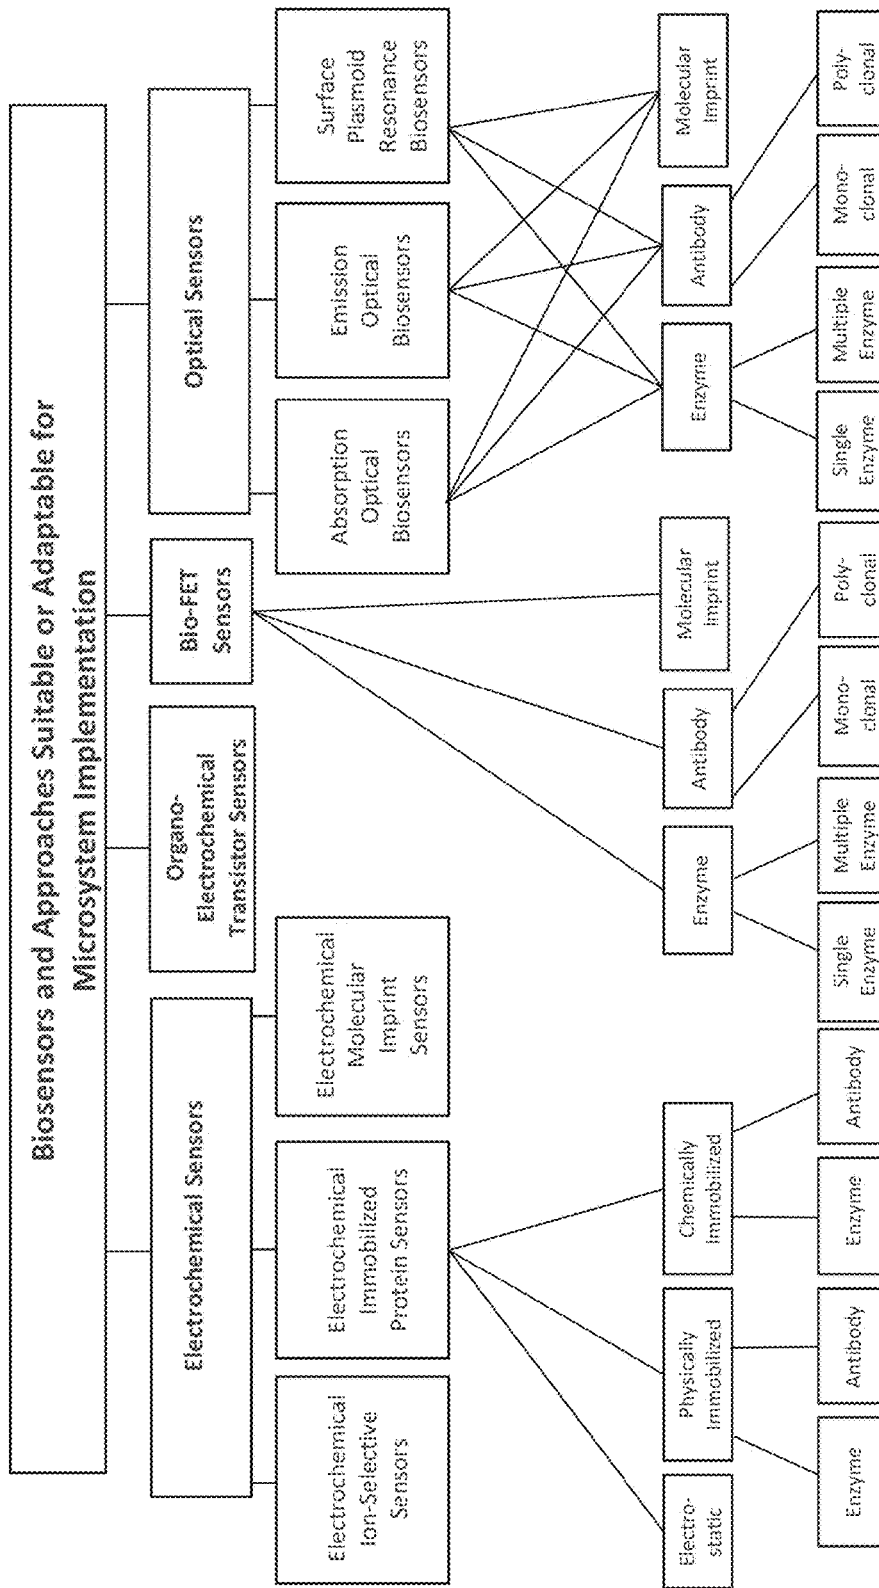 Biosensors and Approaches Suitable or Adaptable for
Microsystem Implementation
Electrochemical Sensors
Organo-
Electrochemical
Transistor Sensors
Bio-FET
Sensors
Optical Sensors
Electrochemical
Ion-Selective
Sensors
Electrochemical
Immobilized
Protein Sensors
Electrochemical
Molecular
Imprint
Sensors
Absorption
Optical
Biosensors
Emission
Optical
Biosensors
Surface
Plasmoid
Resonance
Biosensors
Electro-
static
Physically
Immobilized
Chemically
Immobilized
Enzyme
Antibody
Molecular
Imprint
Enzyme
Antibody
Molecular
Imprint
Enzyme
Antibody
Enzyme
Antibody
Single
Enzyme
Multiple
Enzyme
Mono-
clonal
Poly-
clonal
Single
Enzyme
Multiple
Enzyme
Mono-
clonal
Poly-
clonal